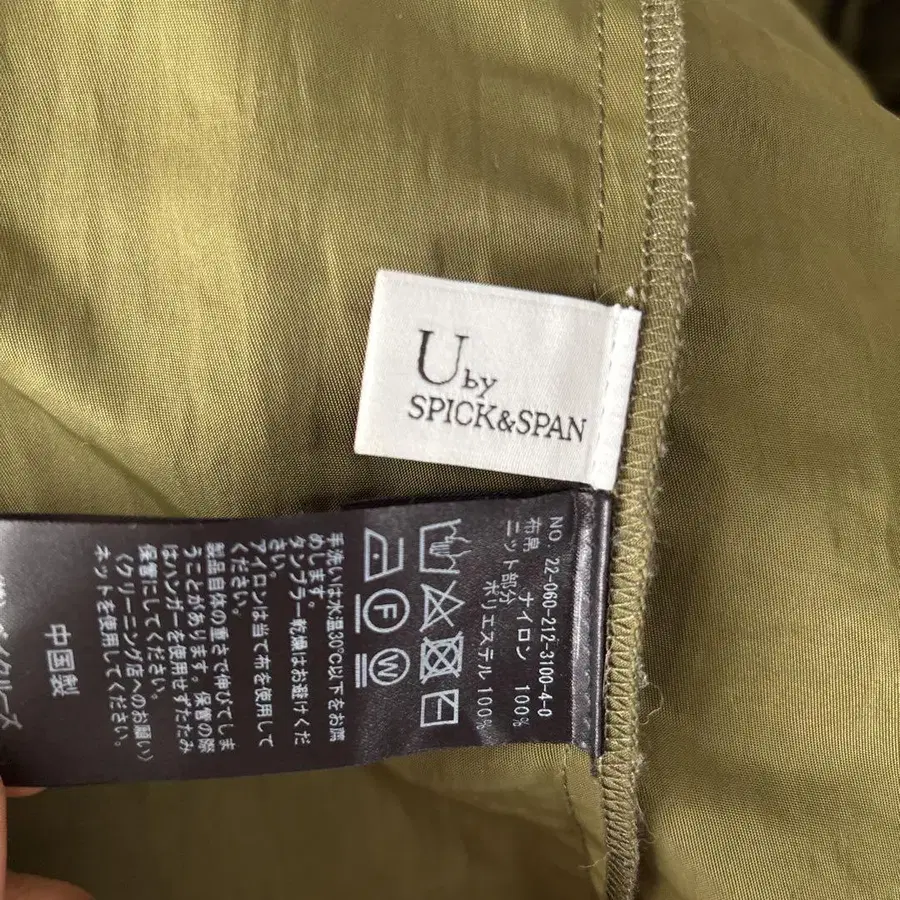 U by
SPICK&SPAN
NO. 22-060-212-3100-4-0
布帛 ナイロン 100%
ニット部分
ポリエステル 100%
F
W
手洗いは水温30℃以下をお薦
めします。
タンブラー乾燥はお避けくだ
さい。
アイロンは当て布を使用して
ください。
製品自体の重さで伸びてしま
うことがあります。保管の際
はハンガーを使用せずたたみ
保管にしてください。
(クリーニング店へのお願い)
ネットを使用してください。
中国製